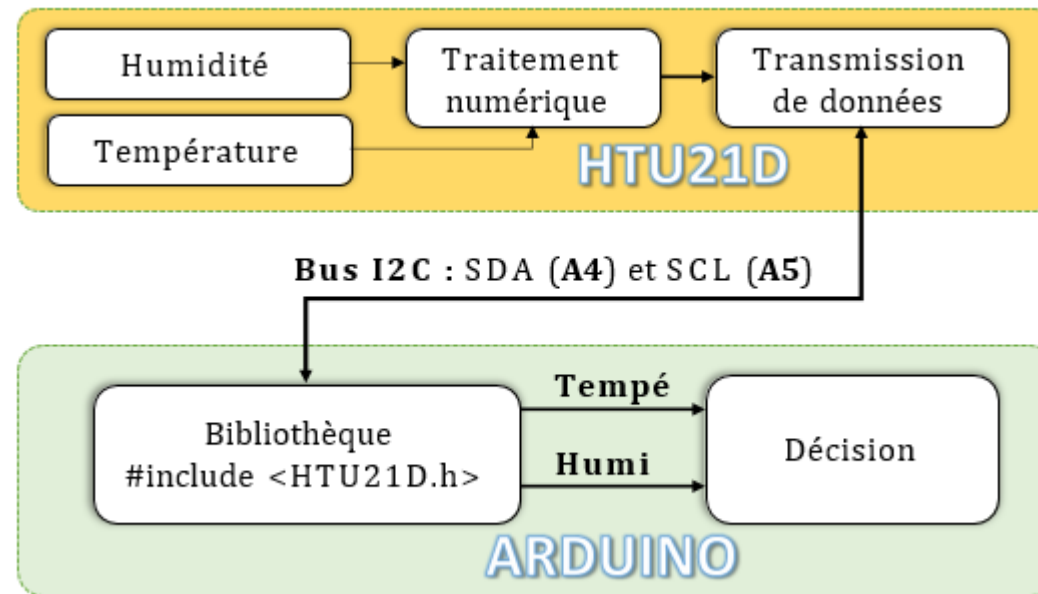 Humidité
Température
Traitement
numérique
Transmission
de données
HTU21D
Bus I2C : SDA (A4) et SCL (A5)
Bibliothèque
#include <HTU21D.h>
Tempé
Humi
Décision
ARDUINO